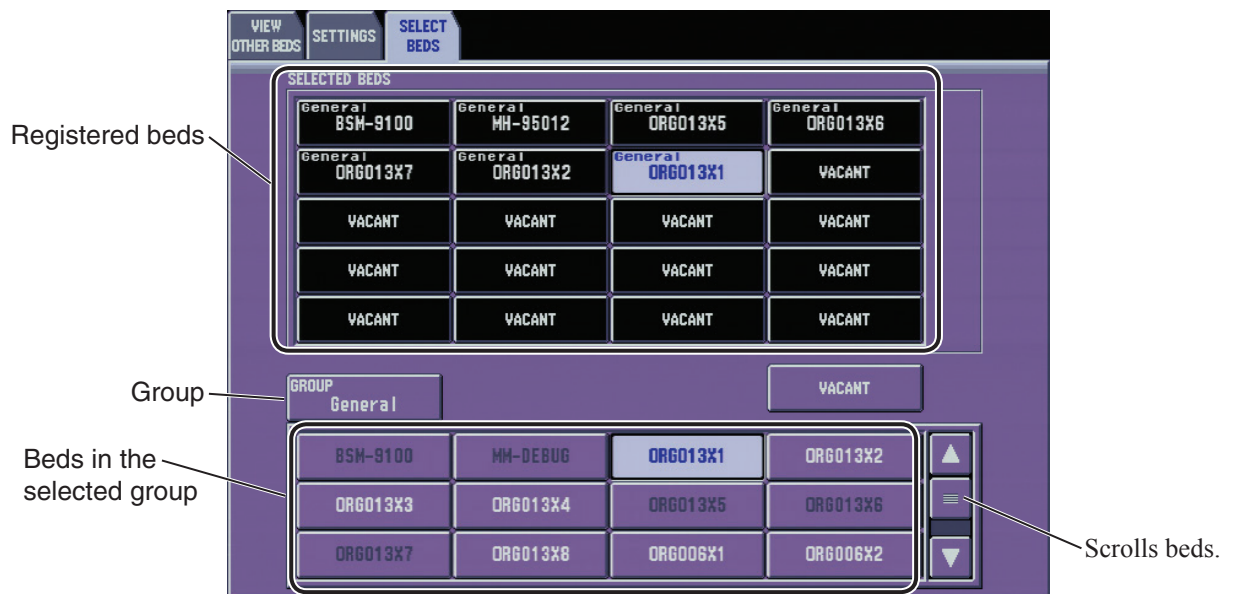 VIEW
OTHER BEDS
SETTINGS
SELECT
BEDS
SELECTED BEDS
General
BSM-9100
General
MH-95012
General
ORG013X5
General
ORG013X6
Registered beds
General
ORG013X7
General
ORG013X2
General
ORG013X1
VACANT
VACANT
VACANT
VACANT
VACANT
VACANT
VACANT
VACANT
VACANT
VACANT
VACANT
VACANT
VACANT
Group
GROUP
General
VACANT
Beds in the
selected group
BSM-9100
MM-DEBUG
ORG013X1
ORG013X2
ORG013X3
ORG013X4
ORG013X5
ORG013X6
ORG013X7
ORG013X8
ORG006X1
ORG006X2
Scrolls beds.